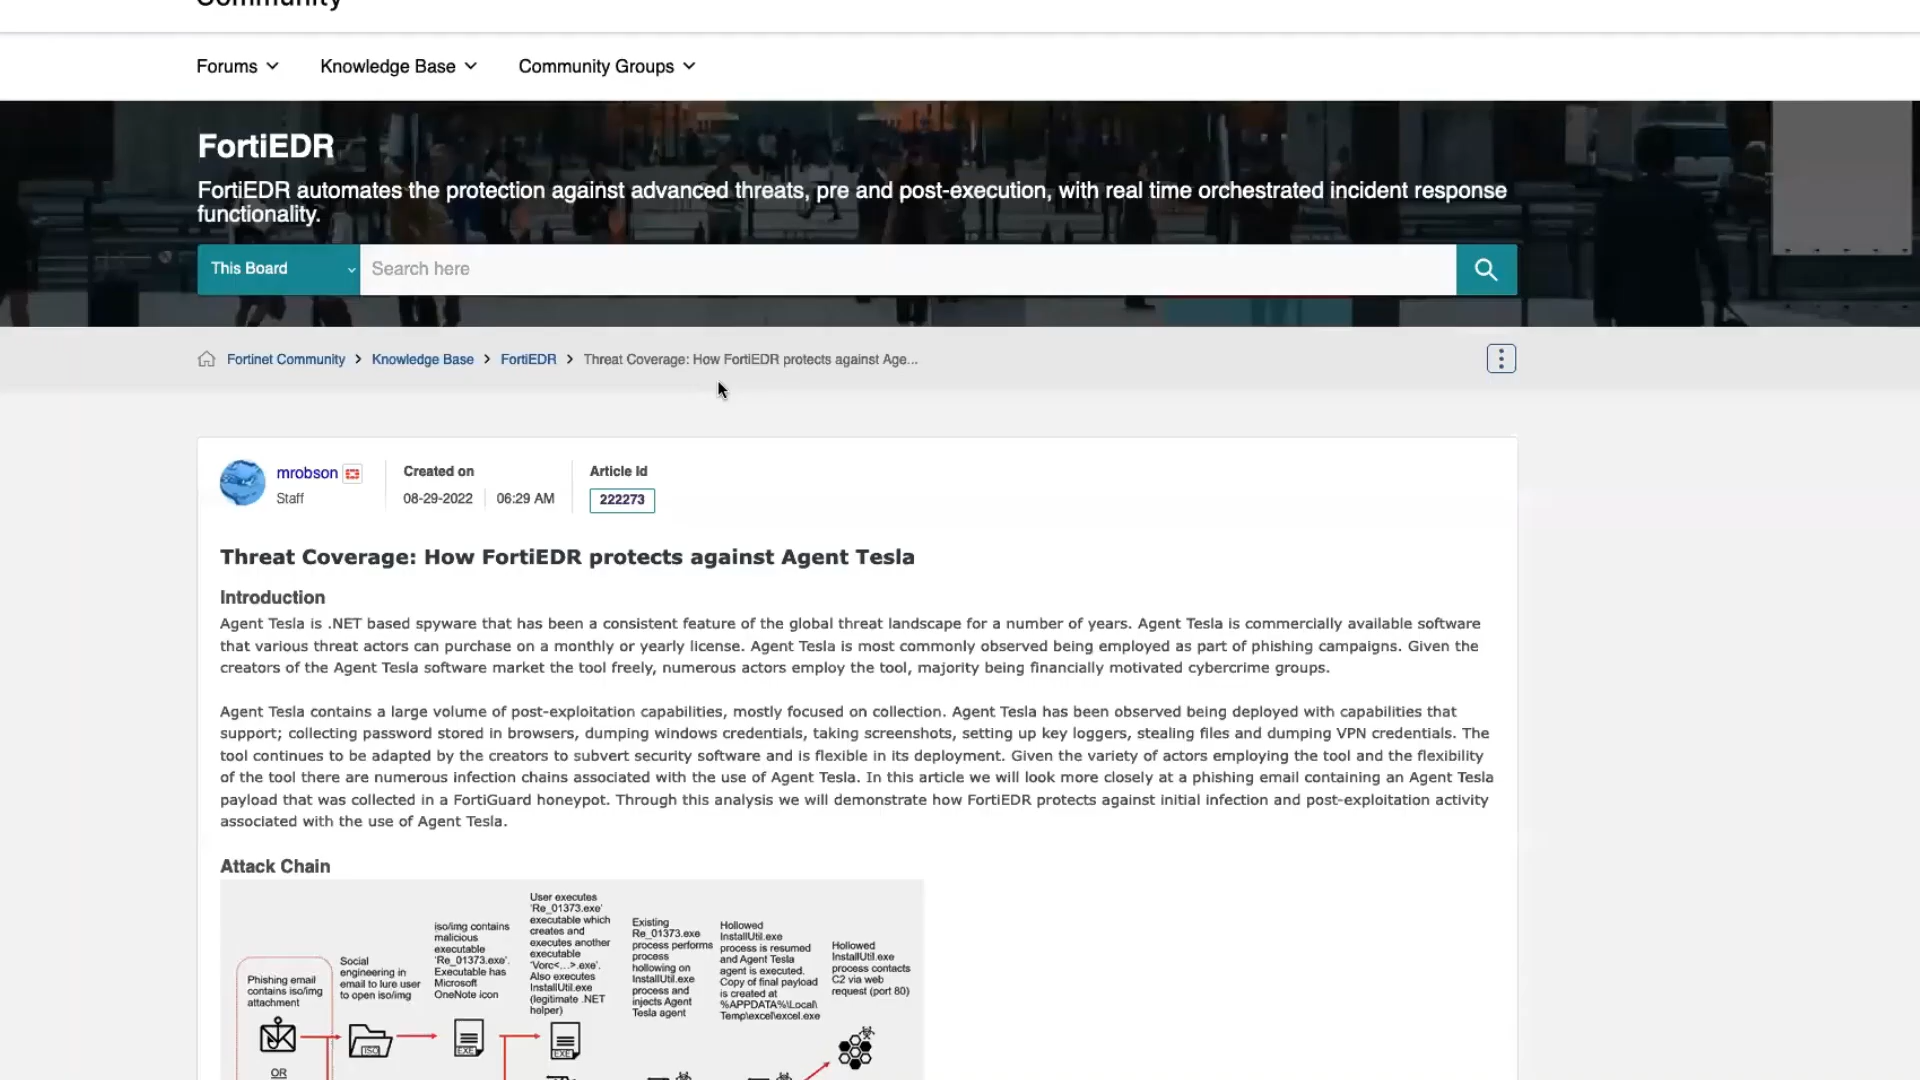 Community
Forums
Knowledge Base
Community Groups
FortiEDR
FortiEDR automates the protection against advanced threats, pre and post-execution, with real time orchestrated incident response
functionality.
This Board
Search here
Fortinet Community > Knowledge Base > FortiEDR > Threat Coverage: How FortiEDR protects against Age...
mrobson
Staff
Created on
08-29-2022
06:29 AM
Article Id
222273
Threat Coverage: How FortiEDR protects against Agent Tesla
Introduction
Agent Tesla is .NET based spyware that has been a consistent feature of the global threat landscape for a number of years. Agent Tesla is commercially available software
that various threat actors can purchase on a monthly or yearly license. Agent Tesla is most commonly observed being employed as part of phishing campaigns. Given the
creators of the Agent Tesla software market the tool freely, numerous actors employ the tool, majority being financially motivated cybercrime groups.
Agent Tesla contains a large volume of post-exploitation capabilities, mostly focused on collection. Agent Tesla has been observed being deployed with capabilities that
support; collecting password stored in browsers, dumping windows credentials, taking screenshots, setting up key loggers, stealing files and dumping VPN credentials. The
tool continues to be adapted by the creators to subvert security software and is flexible in its deployment. Given the variety of actors employing the tool and the flexibility
of the tool there are numerous infection chains associated with the use of Agent Tesla. In this article we will look more closely at a phishing email containing an Agent Tesla
payload that was collected in a FortiGuard honeypot. Through this analysis we will demonstrate how FortiEDR protects against initial infection and post-exploitation activity
associated with the use of Agent Tesla.
Attack Chain
Phishing email
contains iso/img
attachment
OR
Social
engineering in
email to lure user
to open iso/img
ISO
iso/img contains
malicious
executable
'Re_01373.exe'.
Executable has
Microsoft
OneNote icon
EXE
User executes
'Re_01373.exe'
executable which
creates and
executes another
executable
'Vorc<...>.exe'.
Also executes
InstallUtil.exe
(legitimate .NET
helper)
EXE
Existing
Re_01373.exe
process performs
process
hollowing on
InstallUtil.exe
process and
injects Agent
Tesla agent
Hollowed
InstallUtil.exe
process is resumed
and Agent Tesla
agent is executed.
Copy of final payload
is created at
%APPDATA%\Local\
Temp\excel\excel.exe
Hollowed
InstallUtil.exe
process contacts
C2 via web
request (port 80)